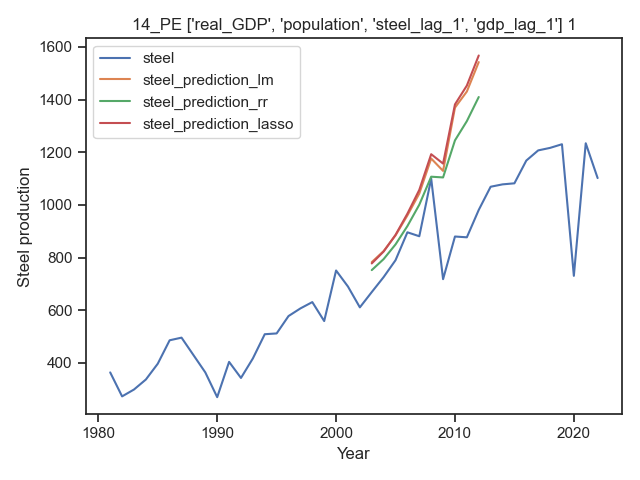 14_PE ['real_GDP', 'population', 'steel_lag_1', 'gdp_lag_1'] 1
steel
steel_prediction_lm
steel_prediction_rr
steel_prediction_lasso
1600
1400
1200
1000
800
600
400
Steel production
1980
1990
2000
2010
2020
Year